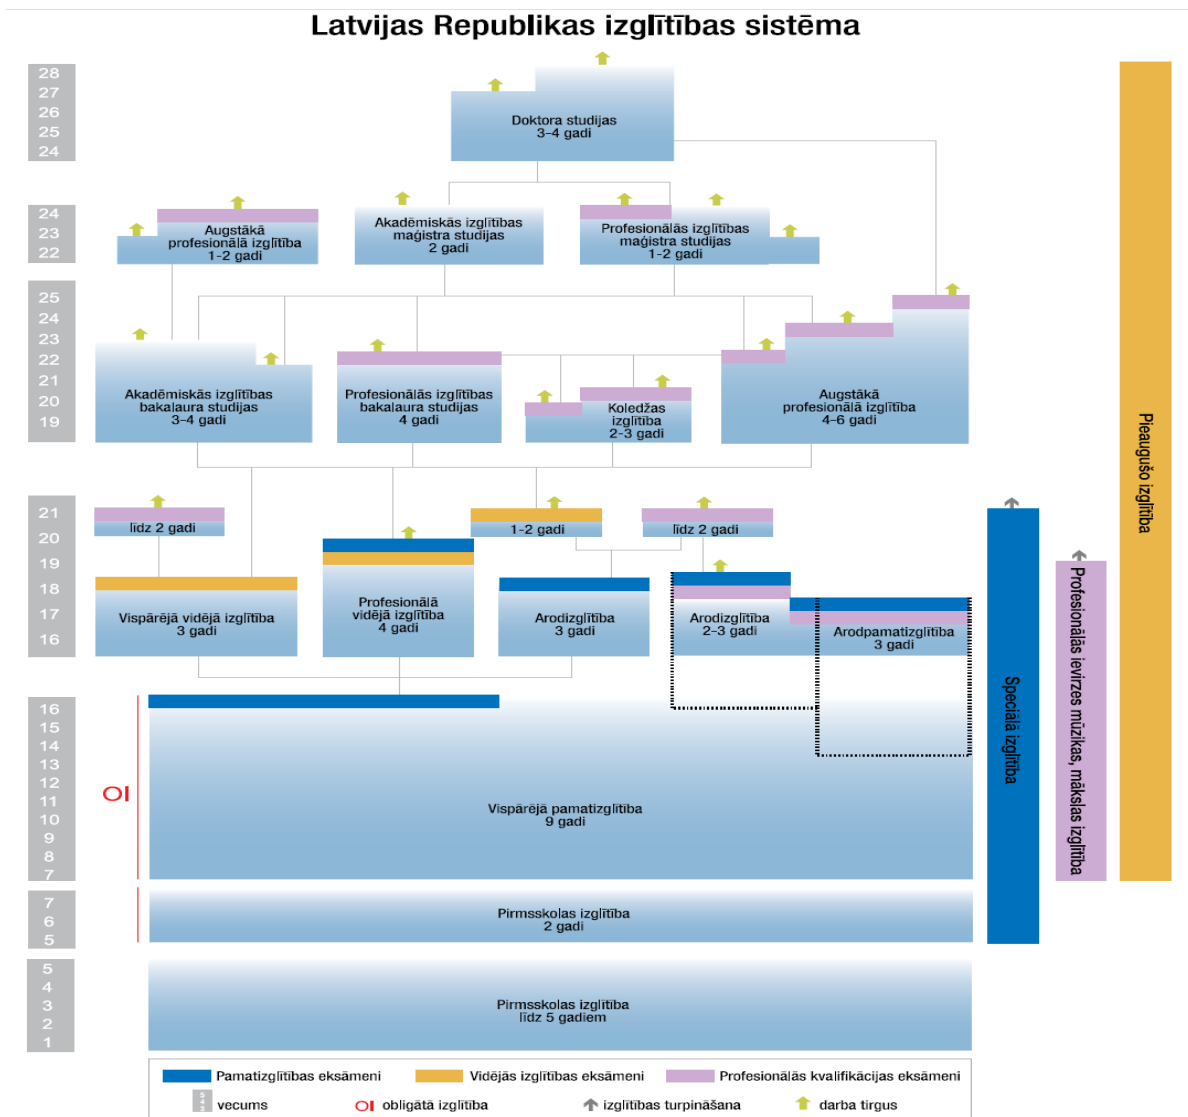 Latvijas Republikas izglītības sistēma
28
27
26
25
24
Doktora studijas
3–4 gadi
24
23
22
Augstākā
profesionālā izglītība
1-2 gadi
Akadēmiskās izglītības
maģistra studijas
2 gadi
Profesionālās izglītības
maģistra studijas
1-2 gadi
25
24
23
22
21
20
19
Akadēmiskās izglītības
bakalaura studijas
3–4 gadi
Profesionālās izglītības
bakalaura studijas
4 gadi
Koledžas
izglītība
2-3 gadi
Augstākā
profesionālā izglītība
4–6 gadi
21
20
19
18
17
16
līdz 2 gadi
1-2 gadi
līdz 2 gadi
Vispārējā vidējā izglītība
3 gadi
Profesionālā
vidējā izglītība
4 gadi
Arodizglītība
3 gadi
Arodizglītība
2–3 gadi
Arodpamatizglītība
3 gadi
16
15
14
13
12
11
10
9
8
7
OI
Vispārējā pamatizglītība
9 gadi
7
6
5
Pirmsskolas izglītība
2 gadi
5
4
3
2
1
Pirmsskolas izglītība
līdz 5 gadiem
Speciālā izglītība
Profesionālās ievirzes mūzikas, mākslas izglītība
Pieaugušo izglītība
Pamatizglītības eksāmeni
Vidējās izglītības eksāmeni
Profesionālās kvalifikācijas eksāmeni
vecums
OI obligātā izglītība
izglītības turpināšana
darba tirgus